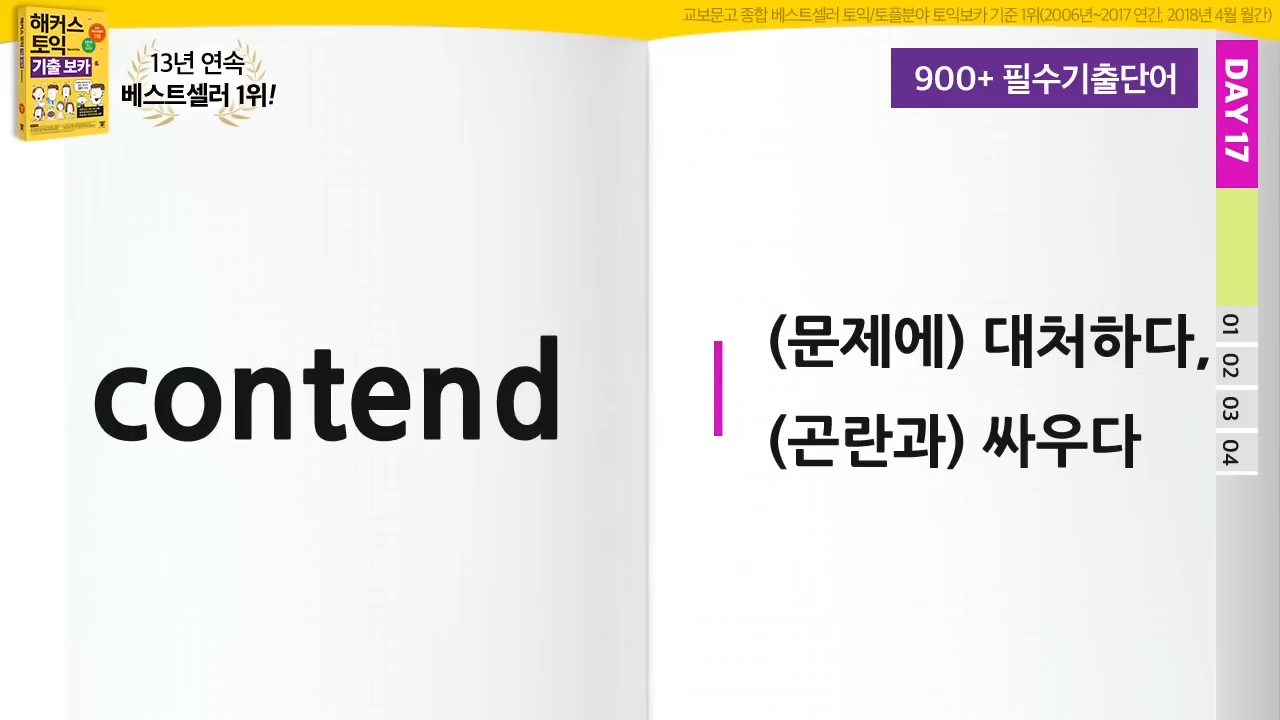 교보문고 종합 베스트셀러 토익/토플분야 토익보카 기준 1위(2006년~2017 연간, 2018년 4월 월간)
해커스
토익
기출 보카
13년 연속
베스트셀러 1위!
900+ 필수기출단어
DAY 17
contend
(문제에) 대처하다,
(곤란과) 싸우다
01
02
03
04